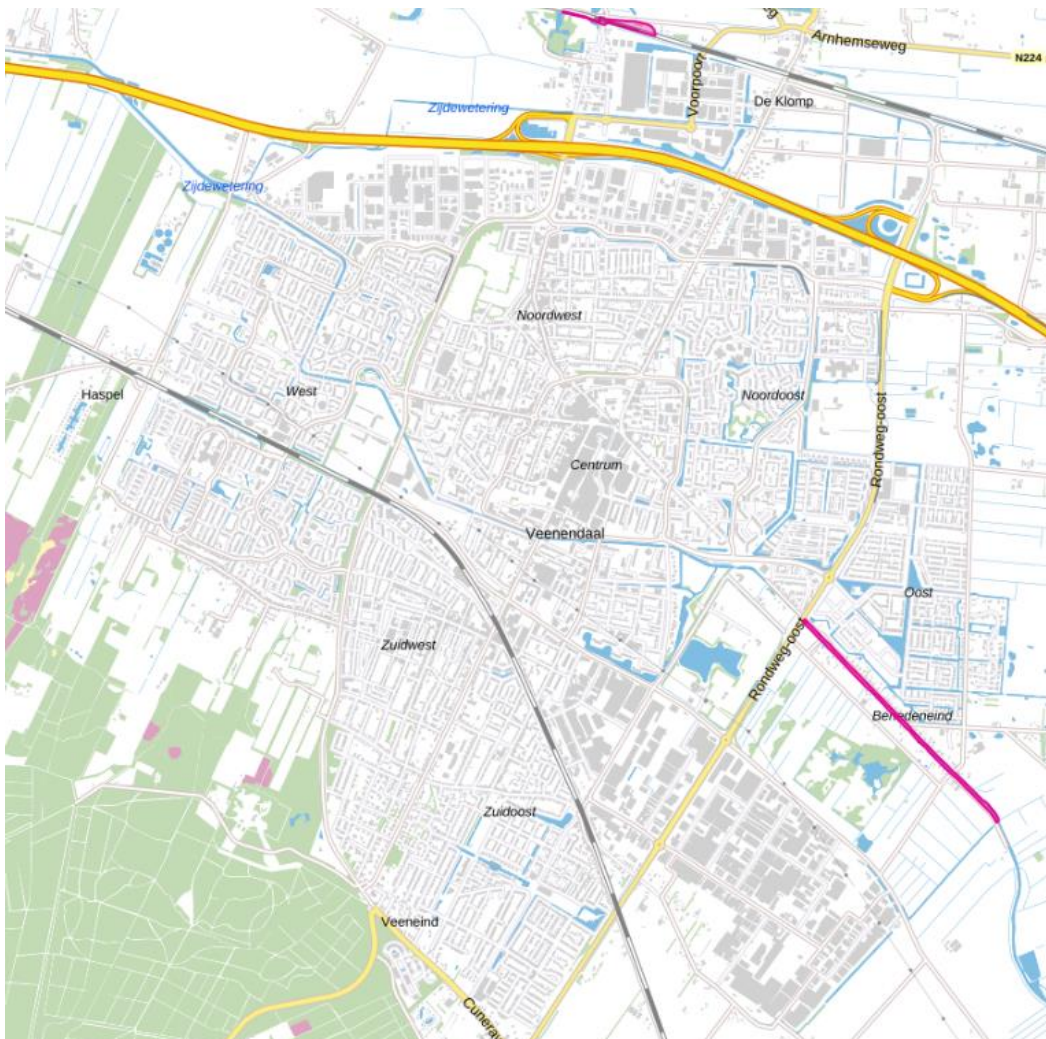 Arnhemseweg
N224
Voorpoort
De Klomp
Zijdewetering
Zijdewetering
Noordwest
West
Haspel
Noordoost
Rondweg-oost
Centrum
Veenendaal
Oost
Zuidwest
Rondweg-oost
Benedeneind
Zuidoost
Veeneind
Cunera